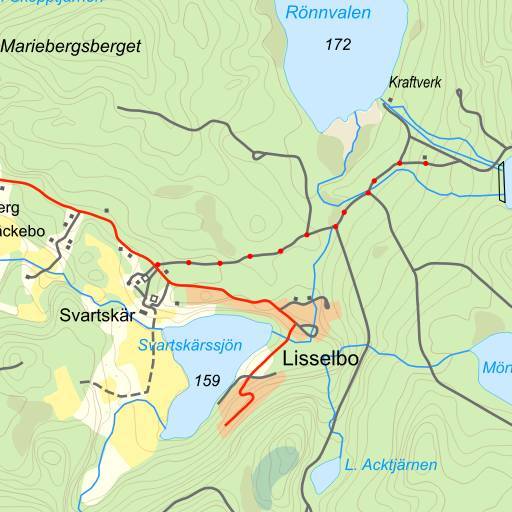 Rönnvalen
Mariebergsberget
172
Kraftverk
Svartskär
Svartskärssjön
Lisselbo
159
L. Acktjärnen